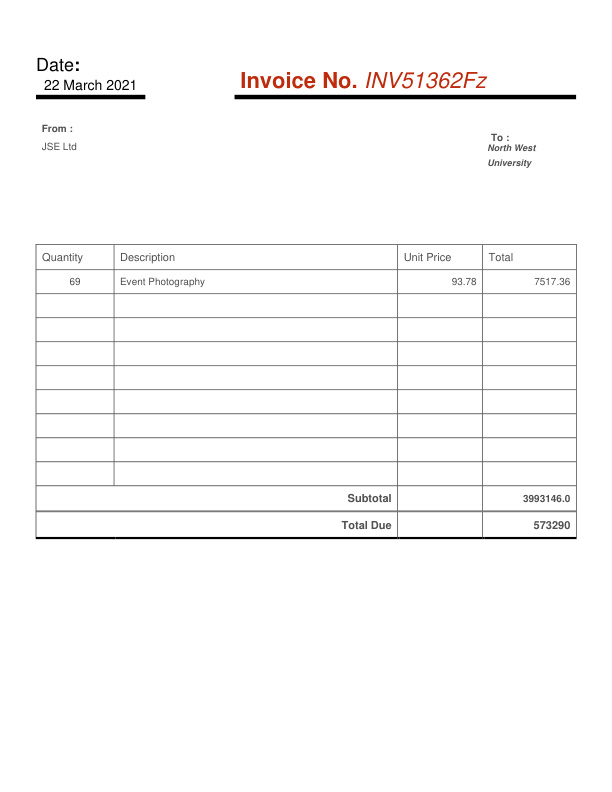 Date:
22 March 2021
Invoice No. INV51362Fz
From :
JSE Ltd
To :
North West
University
Quantity Description Unit Price Total
69 Event Photography 93.78 7517.36
Subtotal 3993146.0
Total Due 573290